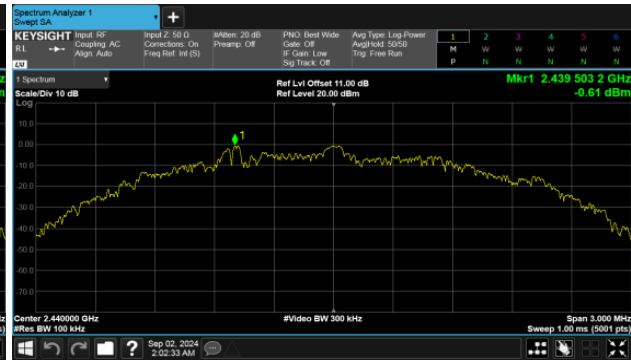 Spectrum Analyzer 1
Swept SA
+
KEYSIGHT Input: RF Input Z: 50 Ω #Atten: 20 dB PNO: Best Wide Avg Type: Log-Power 1 2 3 4 5 6
RL Coupling: AC Corrections: On Preamp: Off Gate: Off Avg|Hold: 50/50 M W W W W W
Align: Auto Freq Ref: Int (S) IF Gain: Low Trig: Free Run
LXI Sig Track: Off P N N N N N
1 Spectrum Ref Lvl Offset 11.00 dB Mkr1 2.439 503 2 GHz
Scale/Div 10 dB Ref Level 20.00 dBm -0.61 dBm
Log
10.0
1
0.00
-10.0
-20.0
-30.0
-40.0
-50.0
-60.0
-70.0
Center 2.440000 GHz #Video BW 300 kHz Span 3.000 MHz
#Res BW 100 kHz Sweep 1.00 ms (5001 pts)
? Sep 02, 2024
2:02:33 AM